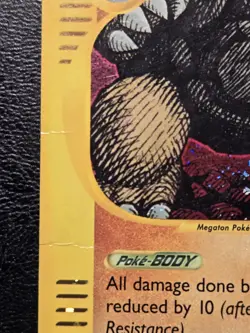 Megaton Poké
Poké-BODY
All damage done b
reduced by 10 (afte
Resistance)